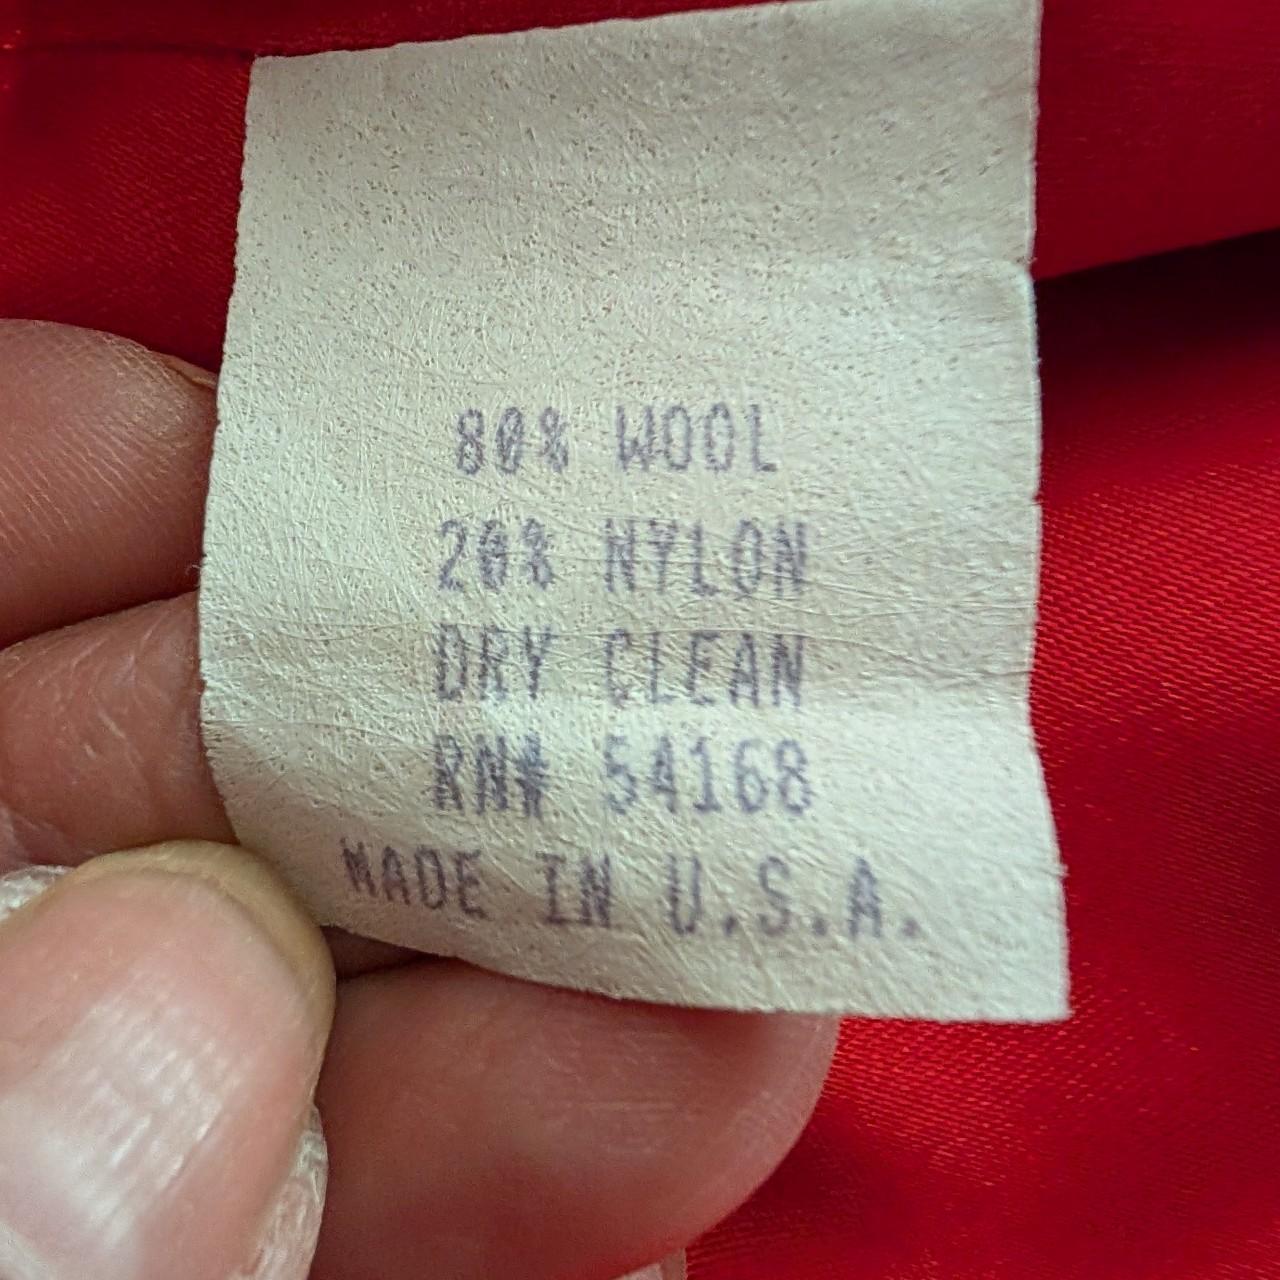 80% WOOL
20% NYLON
DRY CLEAN
RN# 54168
MADE IN U.S.A.